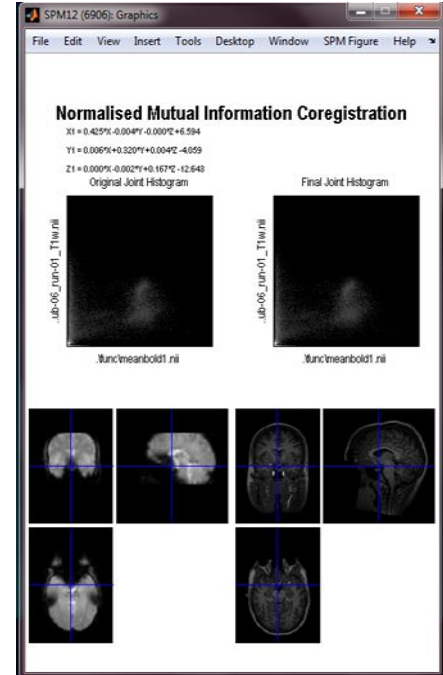 SPM12 (6906): Graphics
File Edit View Insert Tools Desktop Window SPM Figure Help
Normalised Mutual Information Coregistration
X1 = 0.425*X -0.004*Y -0.000*Z +6.594
Y1 = 0.006*X +0.320*Y +0.004*Z -4.059
Z1 = 0.000*X -0.002*Y +0.167*Z -12.643
Original Joint Histogram
Final Joint Histogram
..ub-06_run-01_T1w.nii
..ub-06_run-01_T1w.nii
.\func\meanbold1.nii
.\func\meanbold1.nii